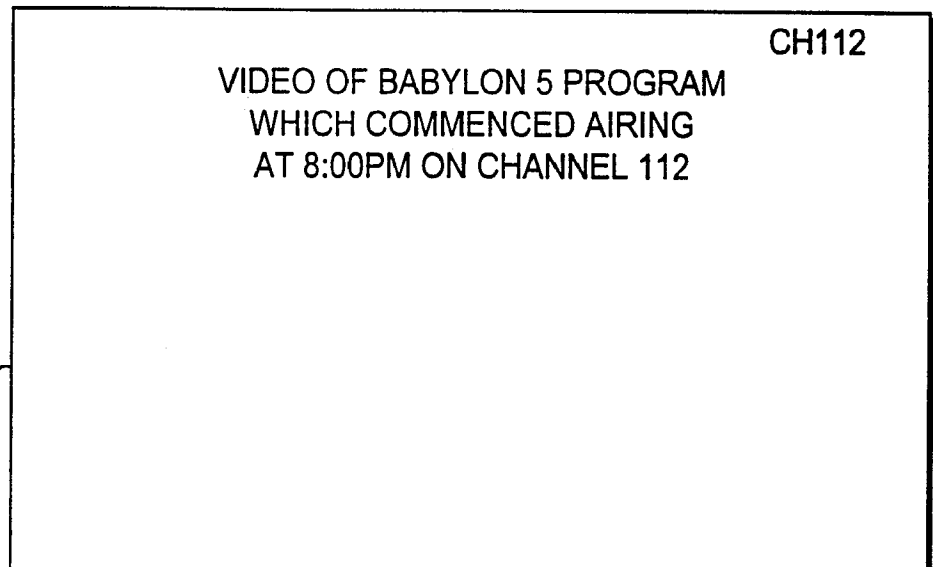 CH112
VIDEO OF BABYLON 5 PROGRAM
WHICH COMMENCED AIRING
AT 8:00PM ON CHANNEL 112